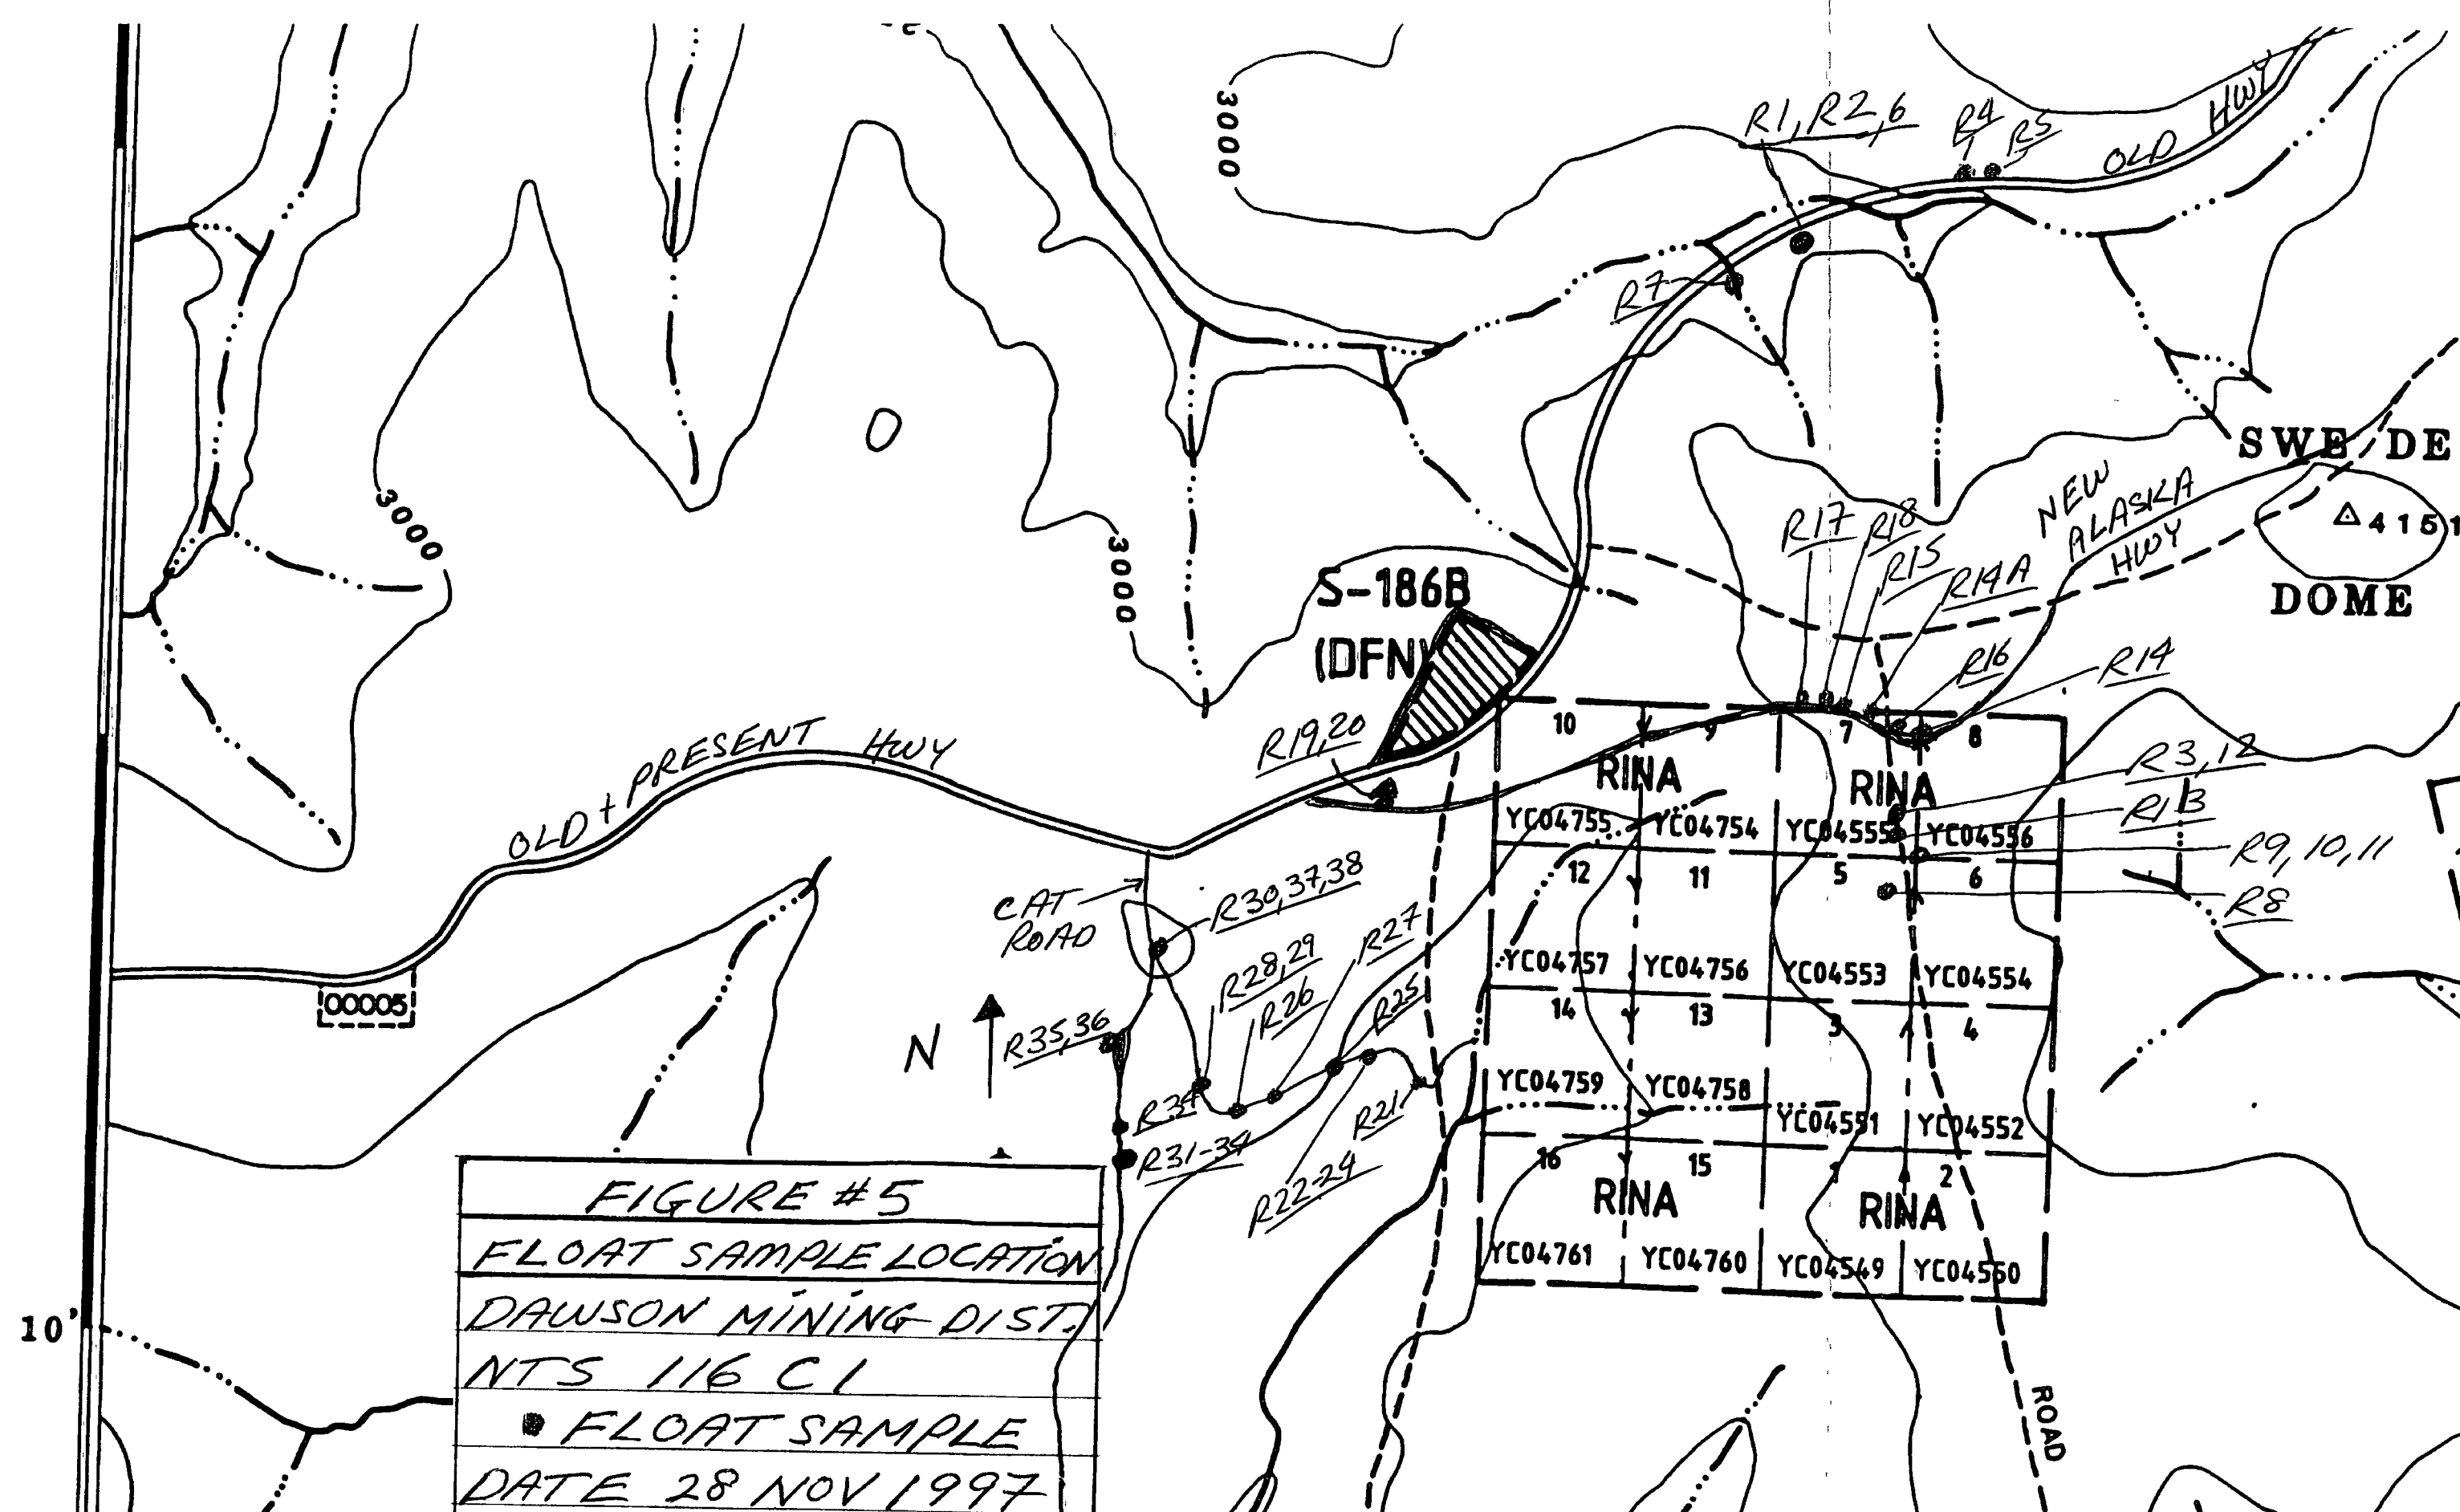 3000
R1, R2, 6
R4
R5
OLD HWY
R7
SWEDE
DOME
4151
NEW
ALASKA
HWY
3000
3000
S-186B
(DFN)
R17
R18
R15
R14A
R16
R14
R19,20
OLD + PRESENT HWY
10 9 7 8
RINA RINA
YC04755 YC04754 YC04555 YC04556
R3,12
R13
R9,10,11
R8
12 11 5 6
YC04757 YC04756 YC04553 YC04554
14 13 3 4
YC04759 YC04758
YC04551 YC04552
16 15 1 2
RINA RINA
YC04761 YC04760 YC04549 YC04550
CAT
ROAD
R30,37,38
R28,29
R26
R27
R25
00005
N
R35,36
R34
R31-34
R21
R22-24
10'
ROAD
FIGURE #5
FLOAT SAMPLE LOCATION
DAWSON MINING DIST.
NTS 116 C 1
FLOAT SAMPLE
DATE 28 NOV 1997